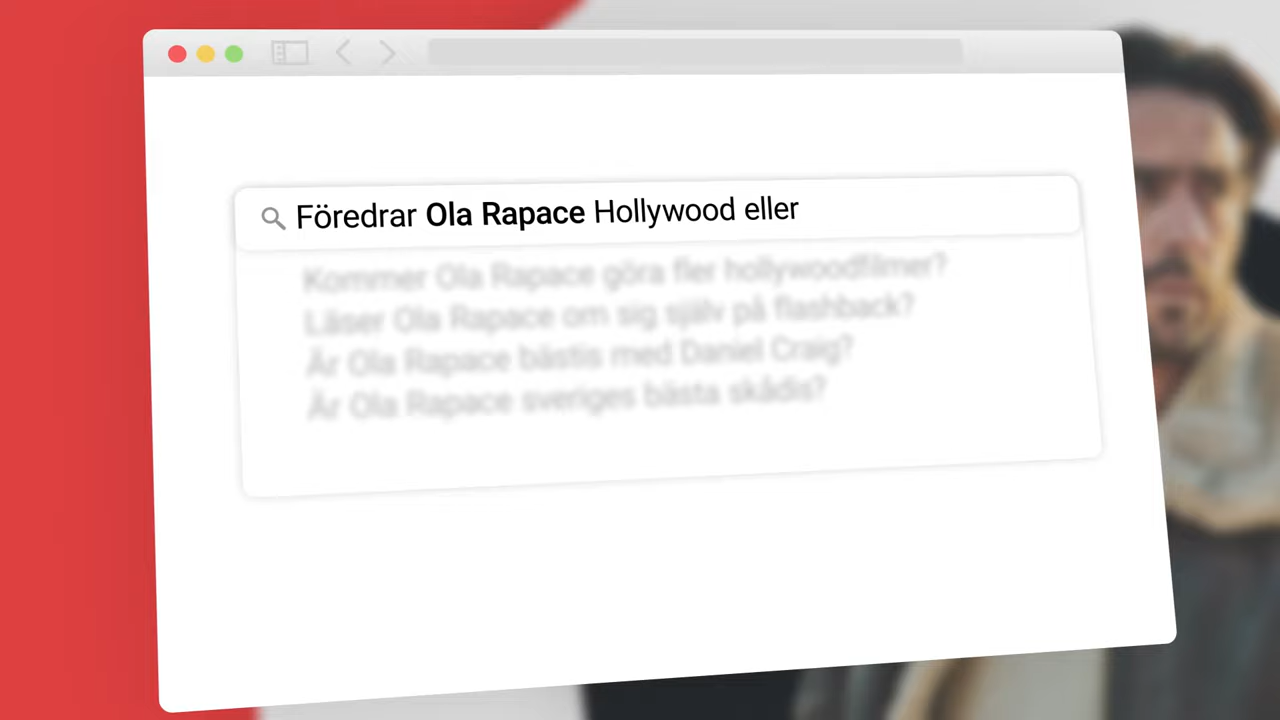 Föredrar Ola Rapace Hollywood eller
Kommer Ola Rapace göra fler hollywoodfilmer?
Läser Ola Rapace om sig själv på flashback?
Är Ola Rapace bästis med Daniel Craig?
Är Ola Rapace sveriges bästa skådis?